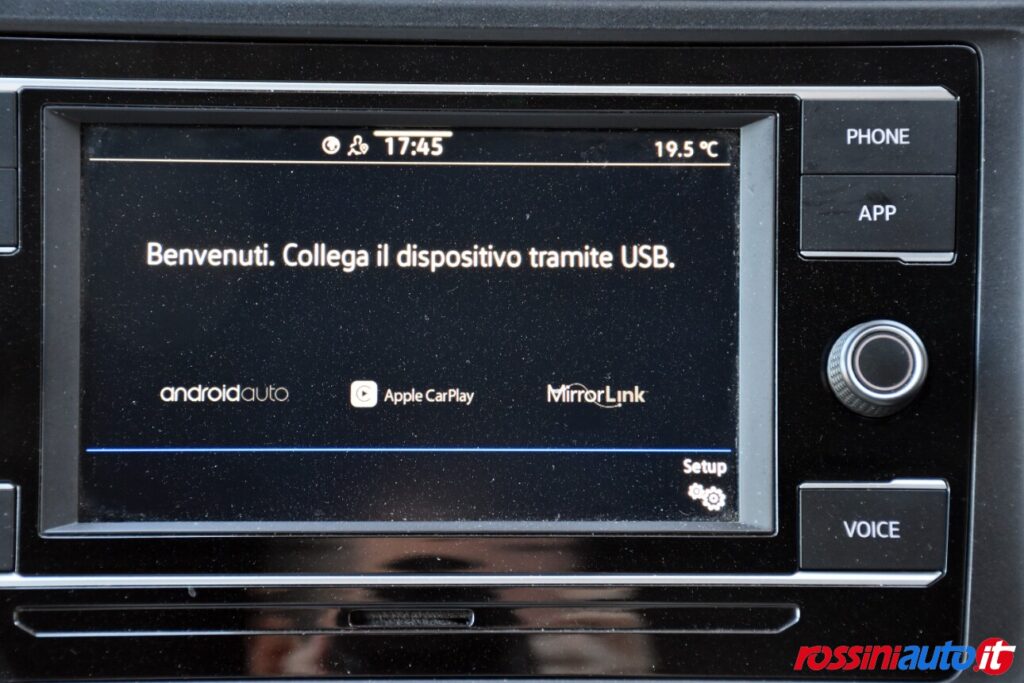 17:45
19.5 °C
PHONE
APP
Benvenuti. Collega il dispositivo tramite USB.
androidauto
Apple CarPlay
MirrorLink
Setup
VOICE
rossiniauto.it